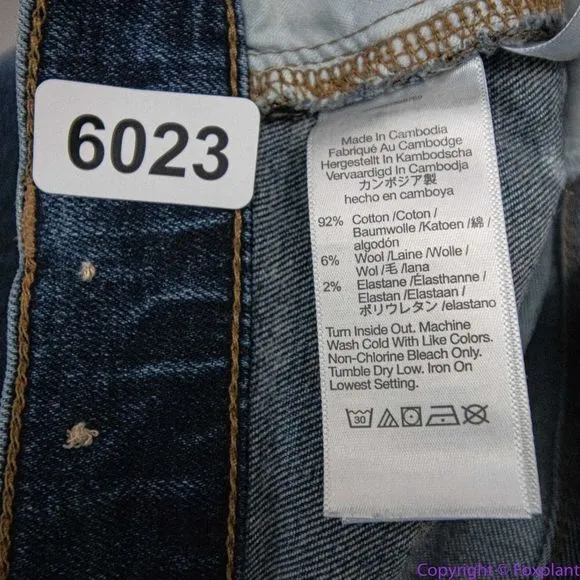 6023
Made In Cambodia
Fabriqué Au Cambodge
Hergestellt In Kambodscha
Vervaardigd In Cambodja
カンボジア製
hecho en camboya
92% Cotton /Coton /
Baumwolle /Katoen /綿 /
algodón
6% Wool /Laine /Wolle /
Wol /毛 /lana
2% Elastane /Élasthanne /
Elastan /Elastaan /
ポリウレタン /elastano
Turn Inside Out. Machine
Wash Cold With Like Colors.
Non-Chlorine Bleach Only.
Tumble Dry Low. Iron On
Lowest Setting.
30
Copyright © Foxplant